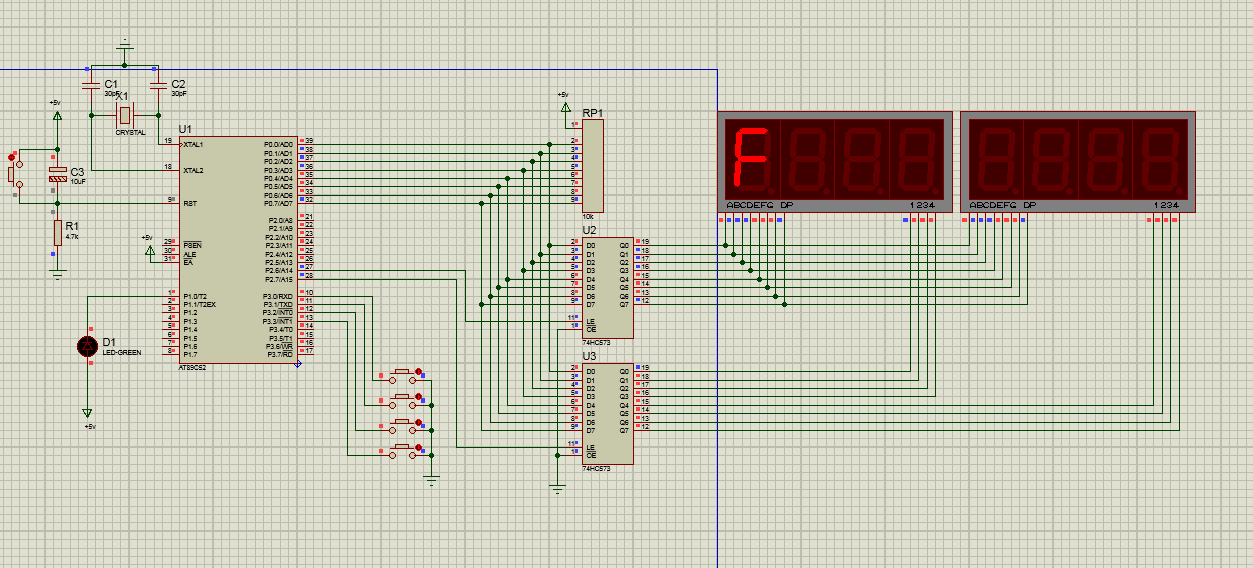 C1
30pF
X1
CRYSTAL
C2
30pF
+5v
C3
10uF
R1
4.7k
+5v
U1
19 XTAL1
18 XTAL2
9 RST
29 PSEN
30 ALE
31 EA
1 P1.0/T2
2 P1.1/T2EX
3 P1.2
4 P1.3
5 P1.4
6 P1.5
7 P1.6
8 P1.7
P0.0/AD0 39
P0.1/AD1 38
P0.2/AD2 37
P0.3/AD3 36
P0.4/AD4 35
P0.5/AD5 34
P0.6/AD6 33
P0.7/AD7 32
P2.0/A8 21
P2.1/A9 22
P2.2/A10 23
P2.3/A11 24
P2.4/A12 25
P2.5/A13 26
P2.6/A14 27
P2.7/A15 28
P3.0/RXD 10
P3.1/TXD 11
P3.2/INT0 12
P3.3/INT1 13
P3.4/T0 14
P3.5/T1 15
P3.6/WR 16
P3.7/RD 17
AT89C52
D1
LED-GREEN
+5v
+5v
RP1
1
2
3
4
5
6
7
8
9
10k
U2
2 D0 Q0 19
3 D1 Q1 18
4 D2 Q2 17
5 D3 Q3 16
6 D4 Q4 15
7 D5 Q5 14
8 D6 Q6 13
9 D7 Q7 12
11 LE
1 OE
74HC573
U3
2 D0 Q0 19
3 D1 Q1 18
4 D2 Q2 17
5 D3 Q3 16
6 D4 Q4 15
7 D5 Q5 14
8 D6 Q6 13
9 D7 Q7 12
11 LE
1 OE
74HC573
F
ABCDEFG DP 1234
ABCDEFG DP 1234